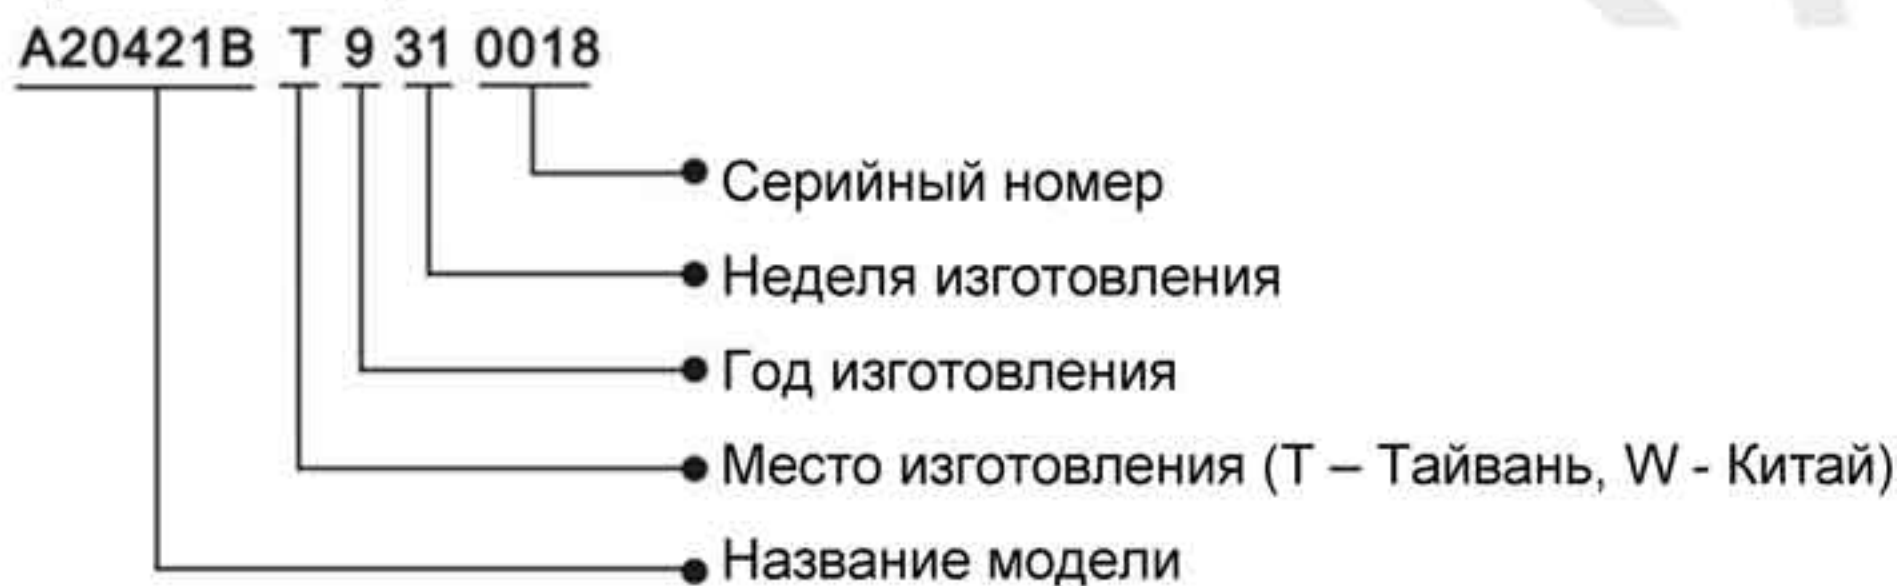 A20421B T 9 31 0018
Серийный номер
Неделя изготовления
Год изготовления
Место изготовления (T – Тайвань, W - Китай)
Название модели